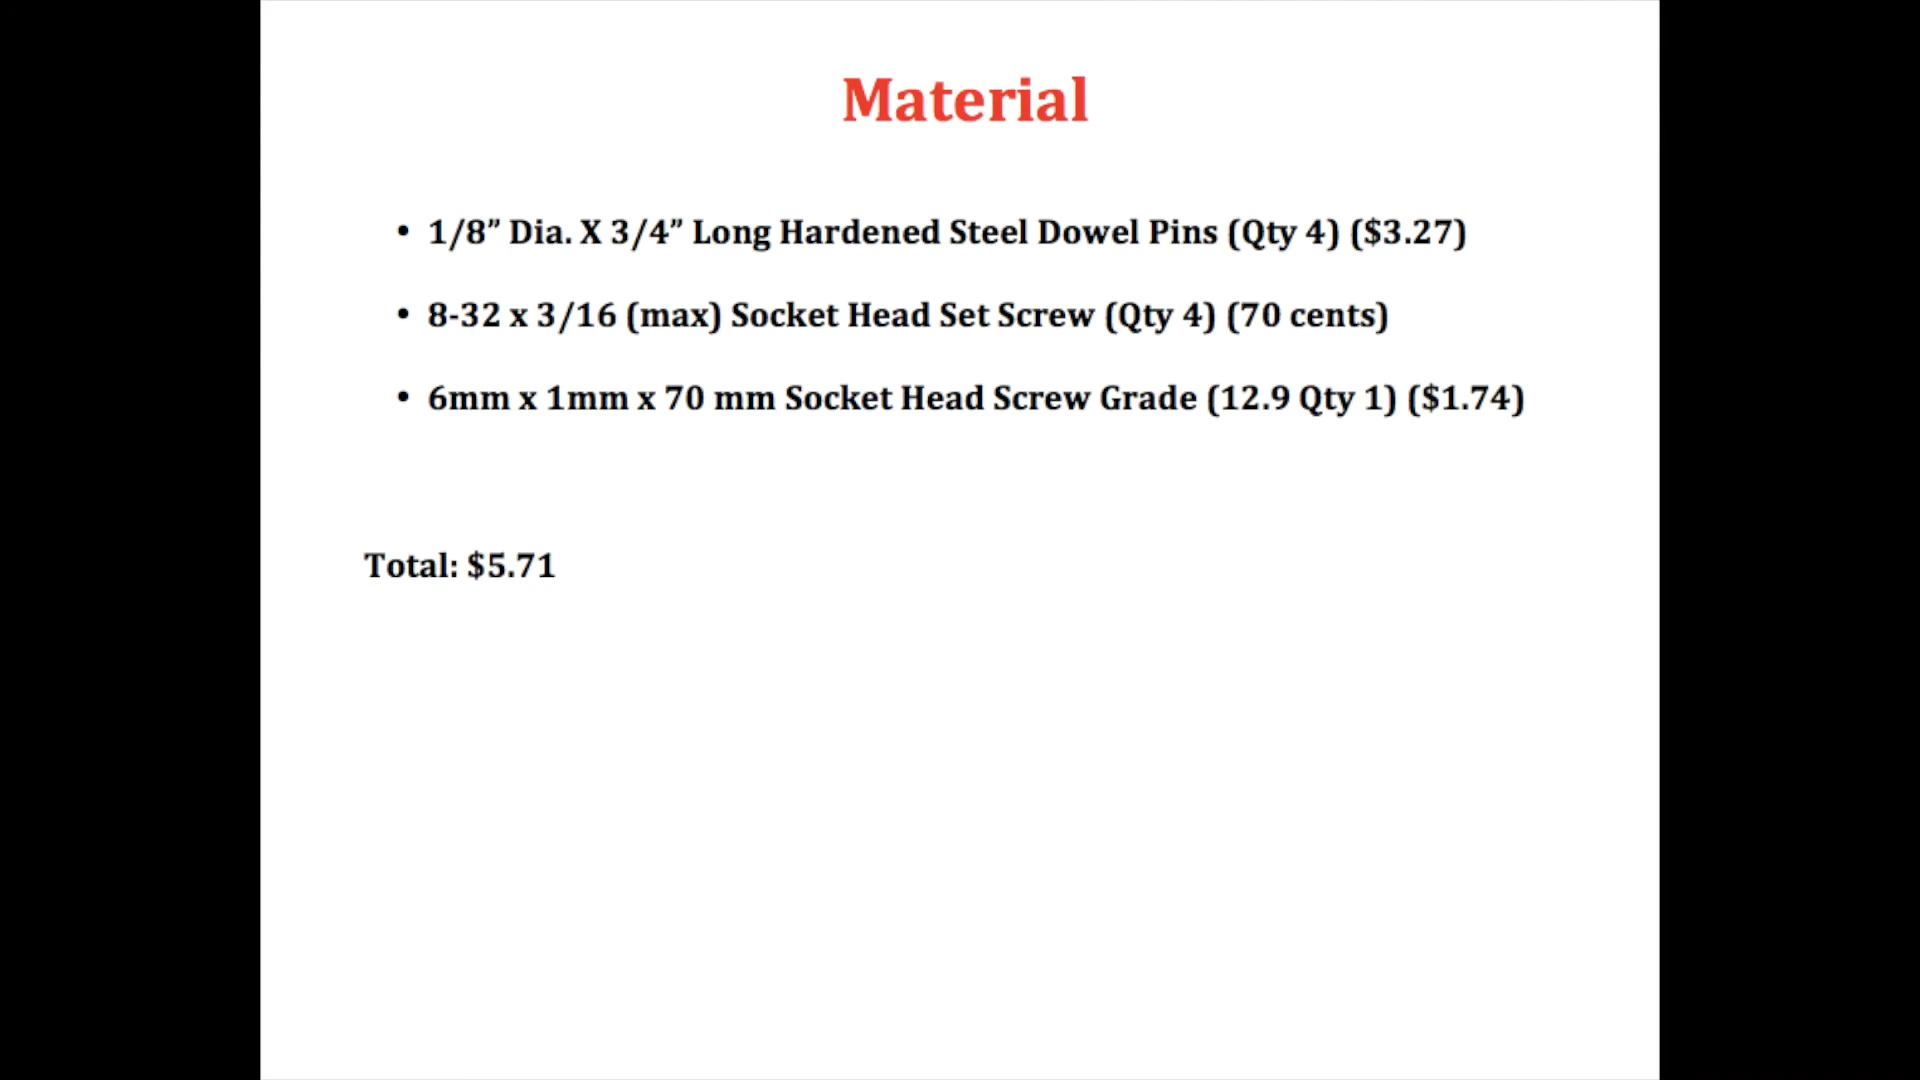 Material
• 1/8” Dia. X 3/4” Long Hardened Steel Dowel Pins (Qty 4) ($3.27)
• 8-32 x 3/16 (max) Socket Head Set Screw (Qty 4) (70 cents)
• 6mm x 1mm x 70 mm Socket Head Screw Grade (12.9 Qty 1) ($1.74)
Total: $5.71